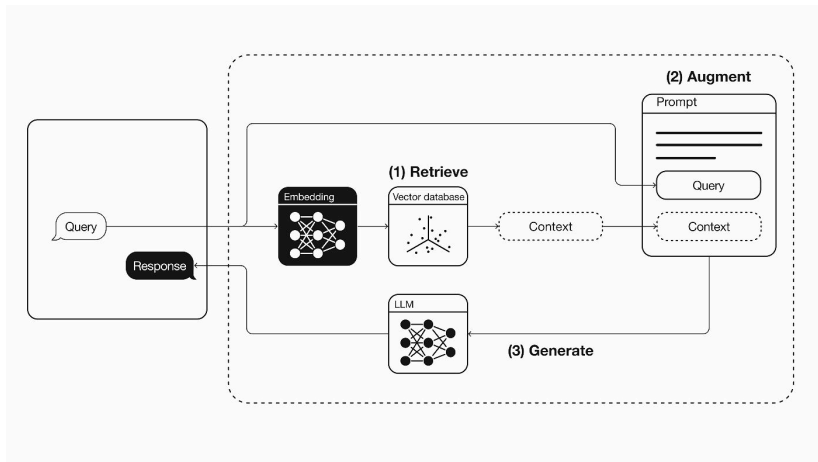 (2) Augment
Prompt
(1) Retrieve
Query
Embedding
Vector database
Query
Context
Context
Response
LLM
(3) Generate